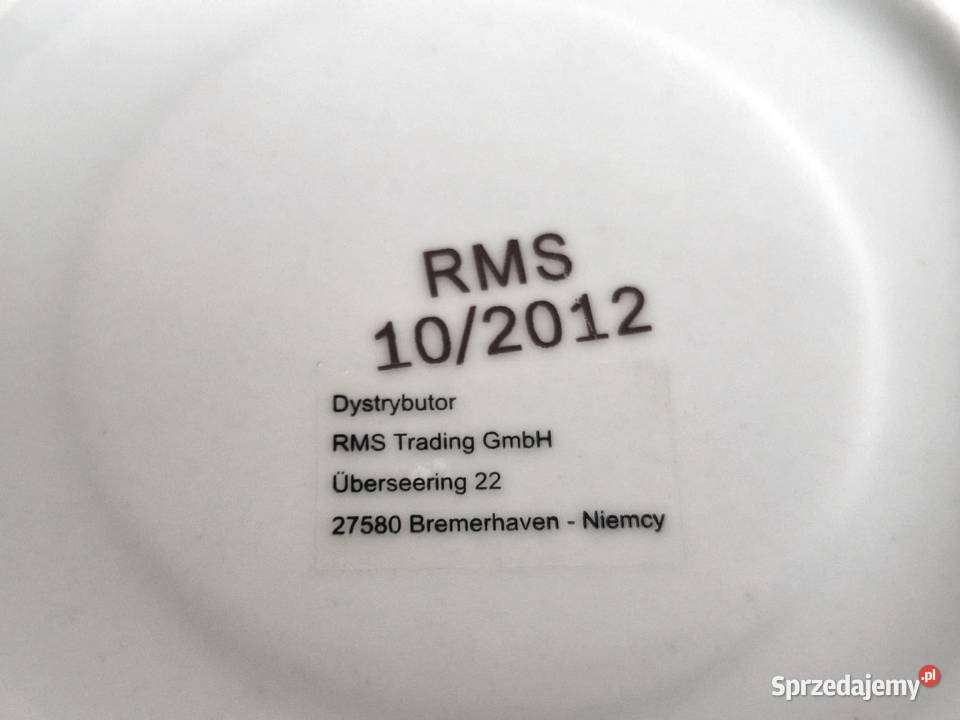 RMS
10/2012
Dystrybutor
RMS Trading GmbH
Überseering 22
27580 Bremerhaven - Niemcy
Sprzedajemy.pl